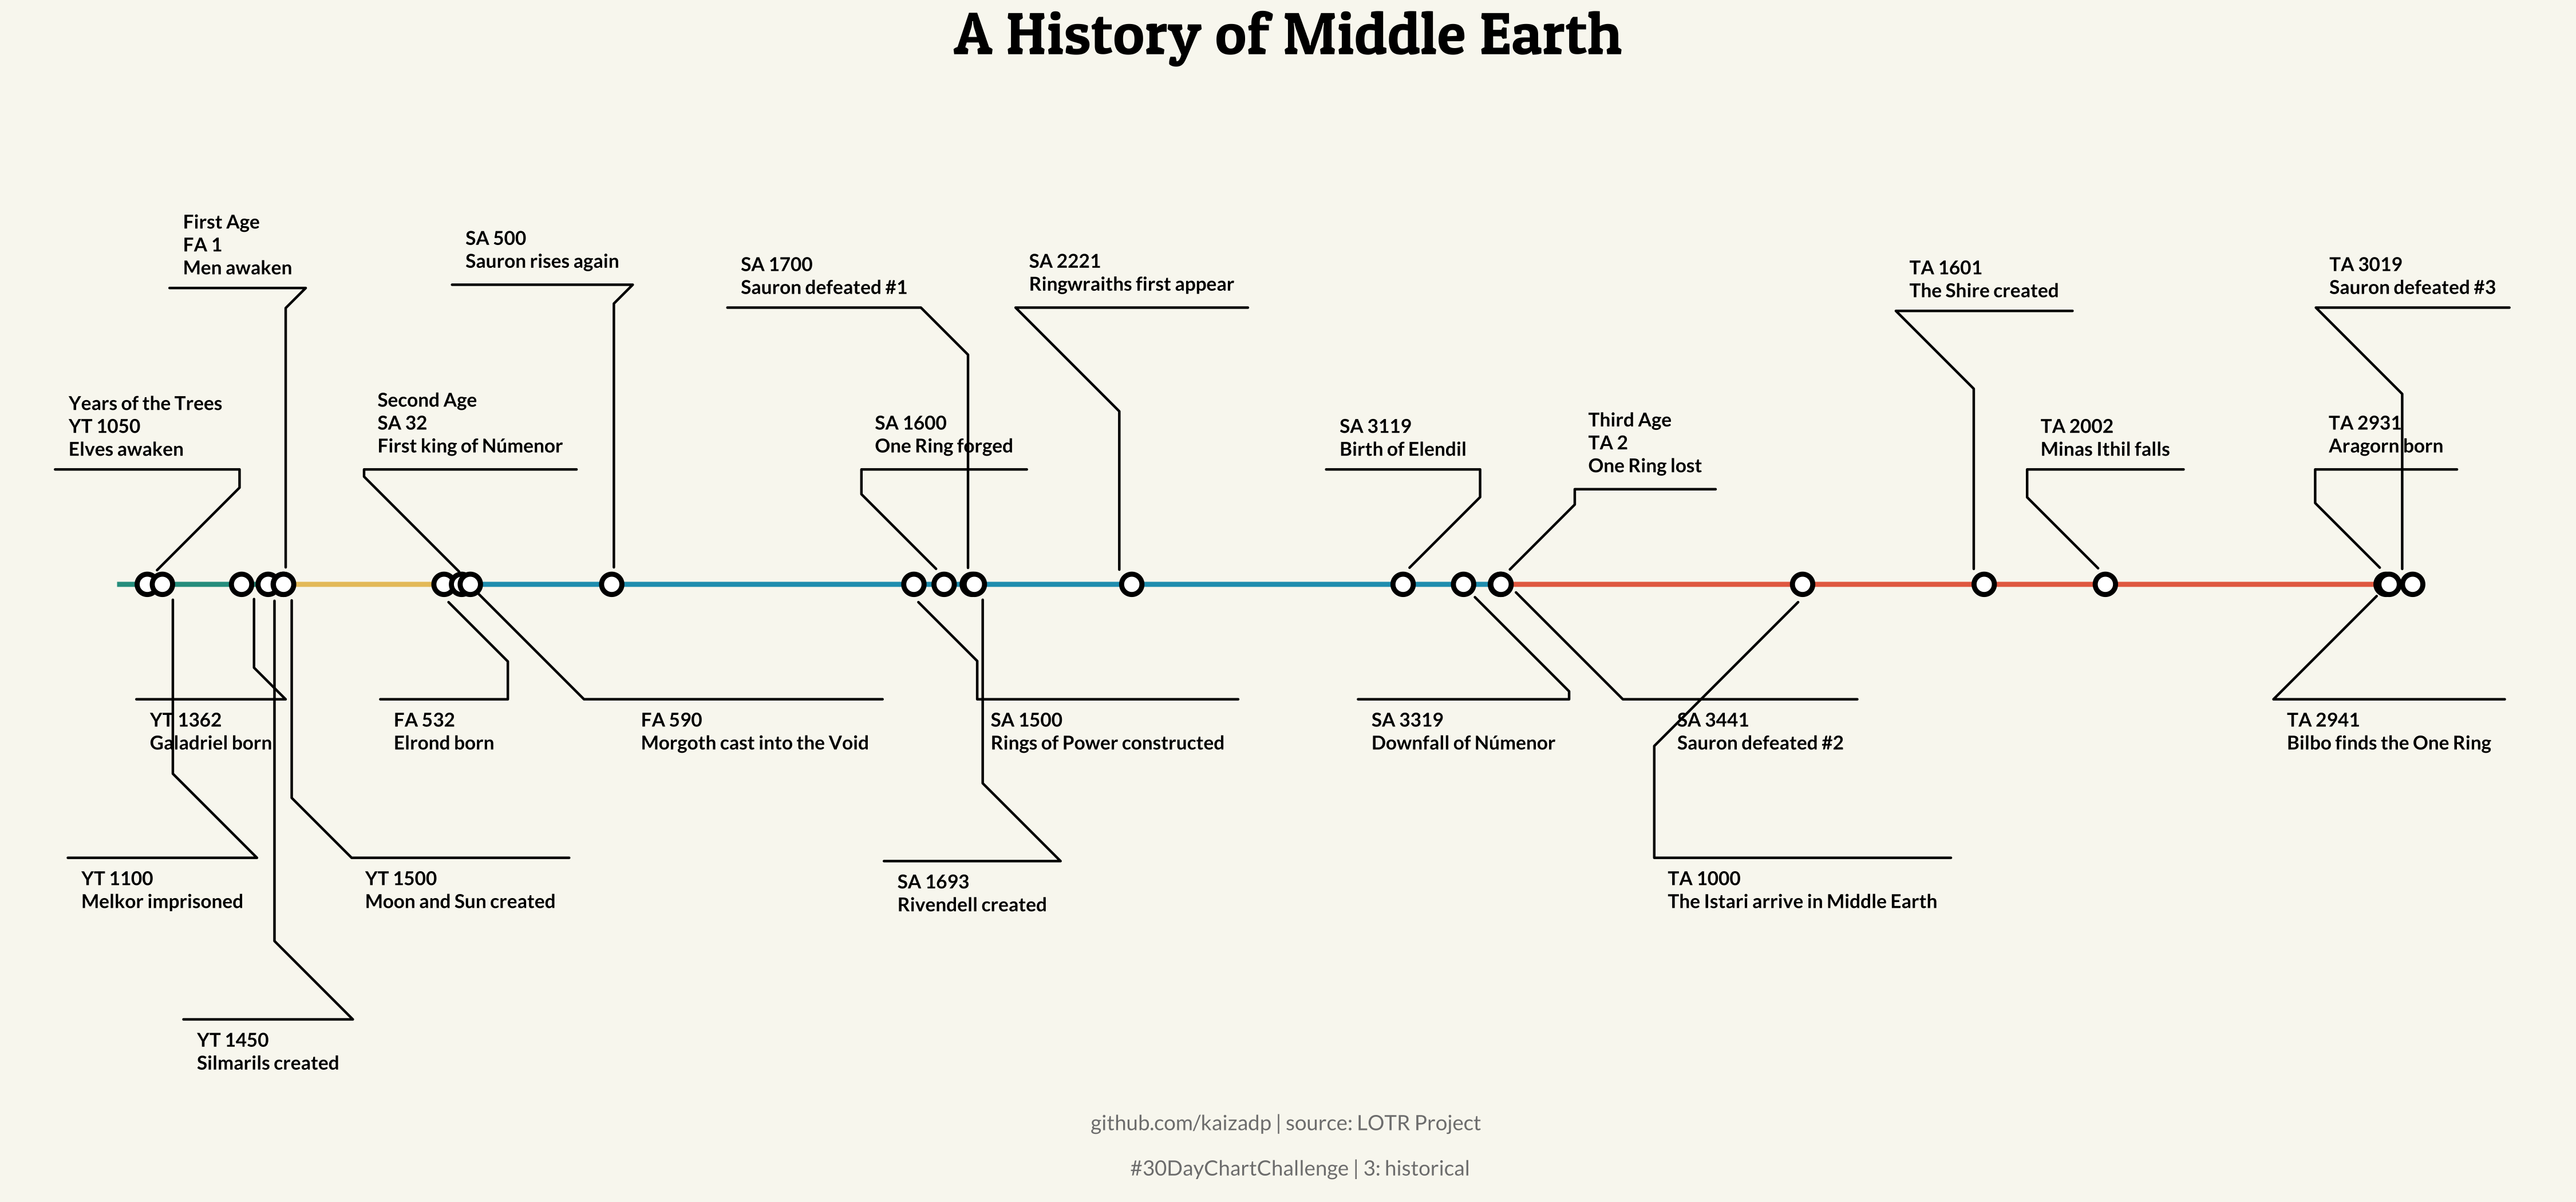 A History of Middle Earth
First Age
FA 1
Men awaken
SA 500
Sauron rises again
SA 1700
Sauron defeated #1
SA 2221
Ringwraiths first appear
TA 1601
The Shire created
TA 3019
Sauron defeated #3
Years of the Trees
YT 1050
Elves awaken
Second Age
SA 32
First king of Númenor
SA 1600
One Ring forged
SA 3119
Birth of Elendil
Third Age
TA 2
One Ring lost
TA 2002
Minas Ithil falls
TA 2931
Aragorn born
YT 1362
Galadriel born
FA 532
Elrond born
FA 590
Morgoth cast into the Void
SA 1500
Rings of Power constructed
SA 3319
Downfall of Númenor
SA 3441
Sauron defeated #2
TA 2941
Bilbo finds the One Ring
YT 1100
Melkor imprisoned
YT 1500
Moon and Sun created
SA 1693
Rivendell created
TA 1000
The Istari arrive in Middle Earth
YT 1450
Silmarils created
github.com/kaizadp | source: LOTR Project
#30DayChartChallenge | 3: historical